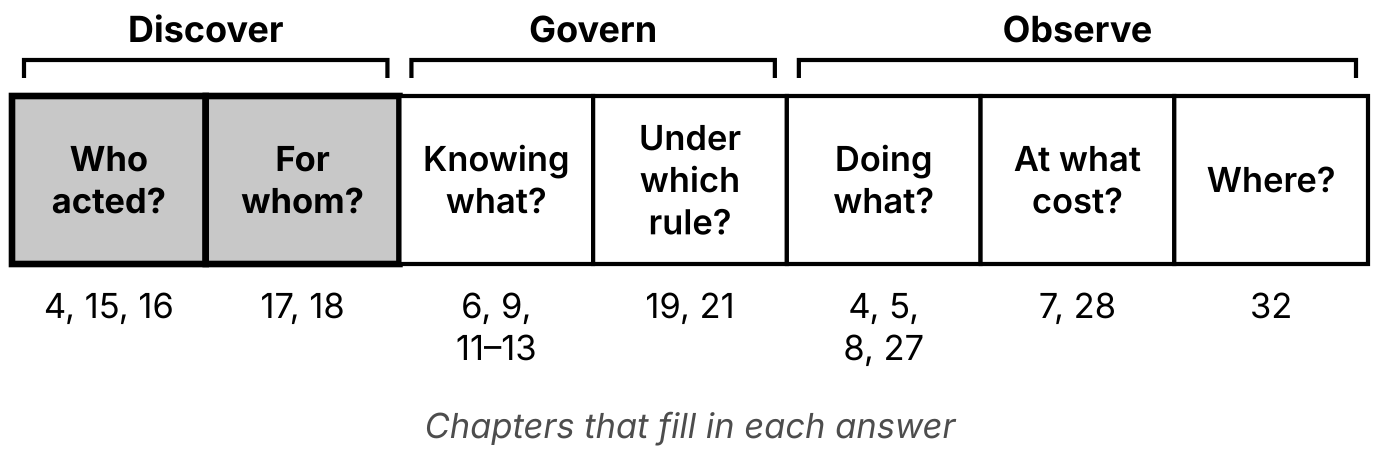 Discover
Govern
Observe
Who
acted?
For
whom?
Knowing
what?
Under
which
rule?
Doing
what?
At what
cost?
Where?
4, 15, 16
17, 18
6, 9,
11–13
19, 21
4, 5,
8, 27
7, 28
32
Chapters that fill in each answer